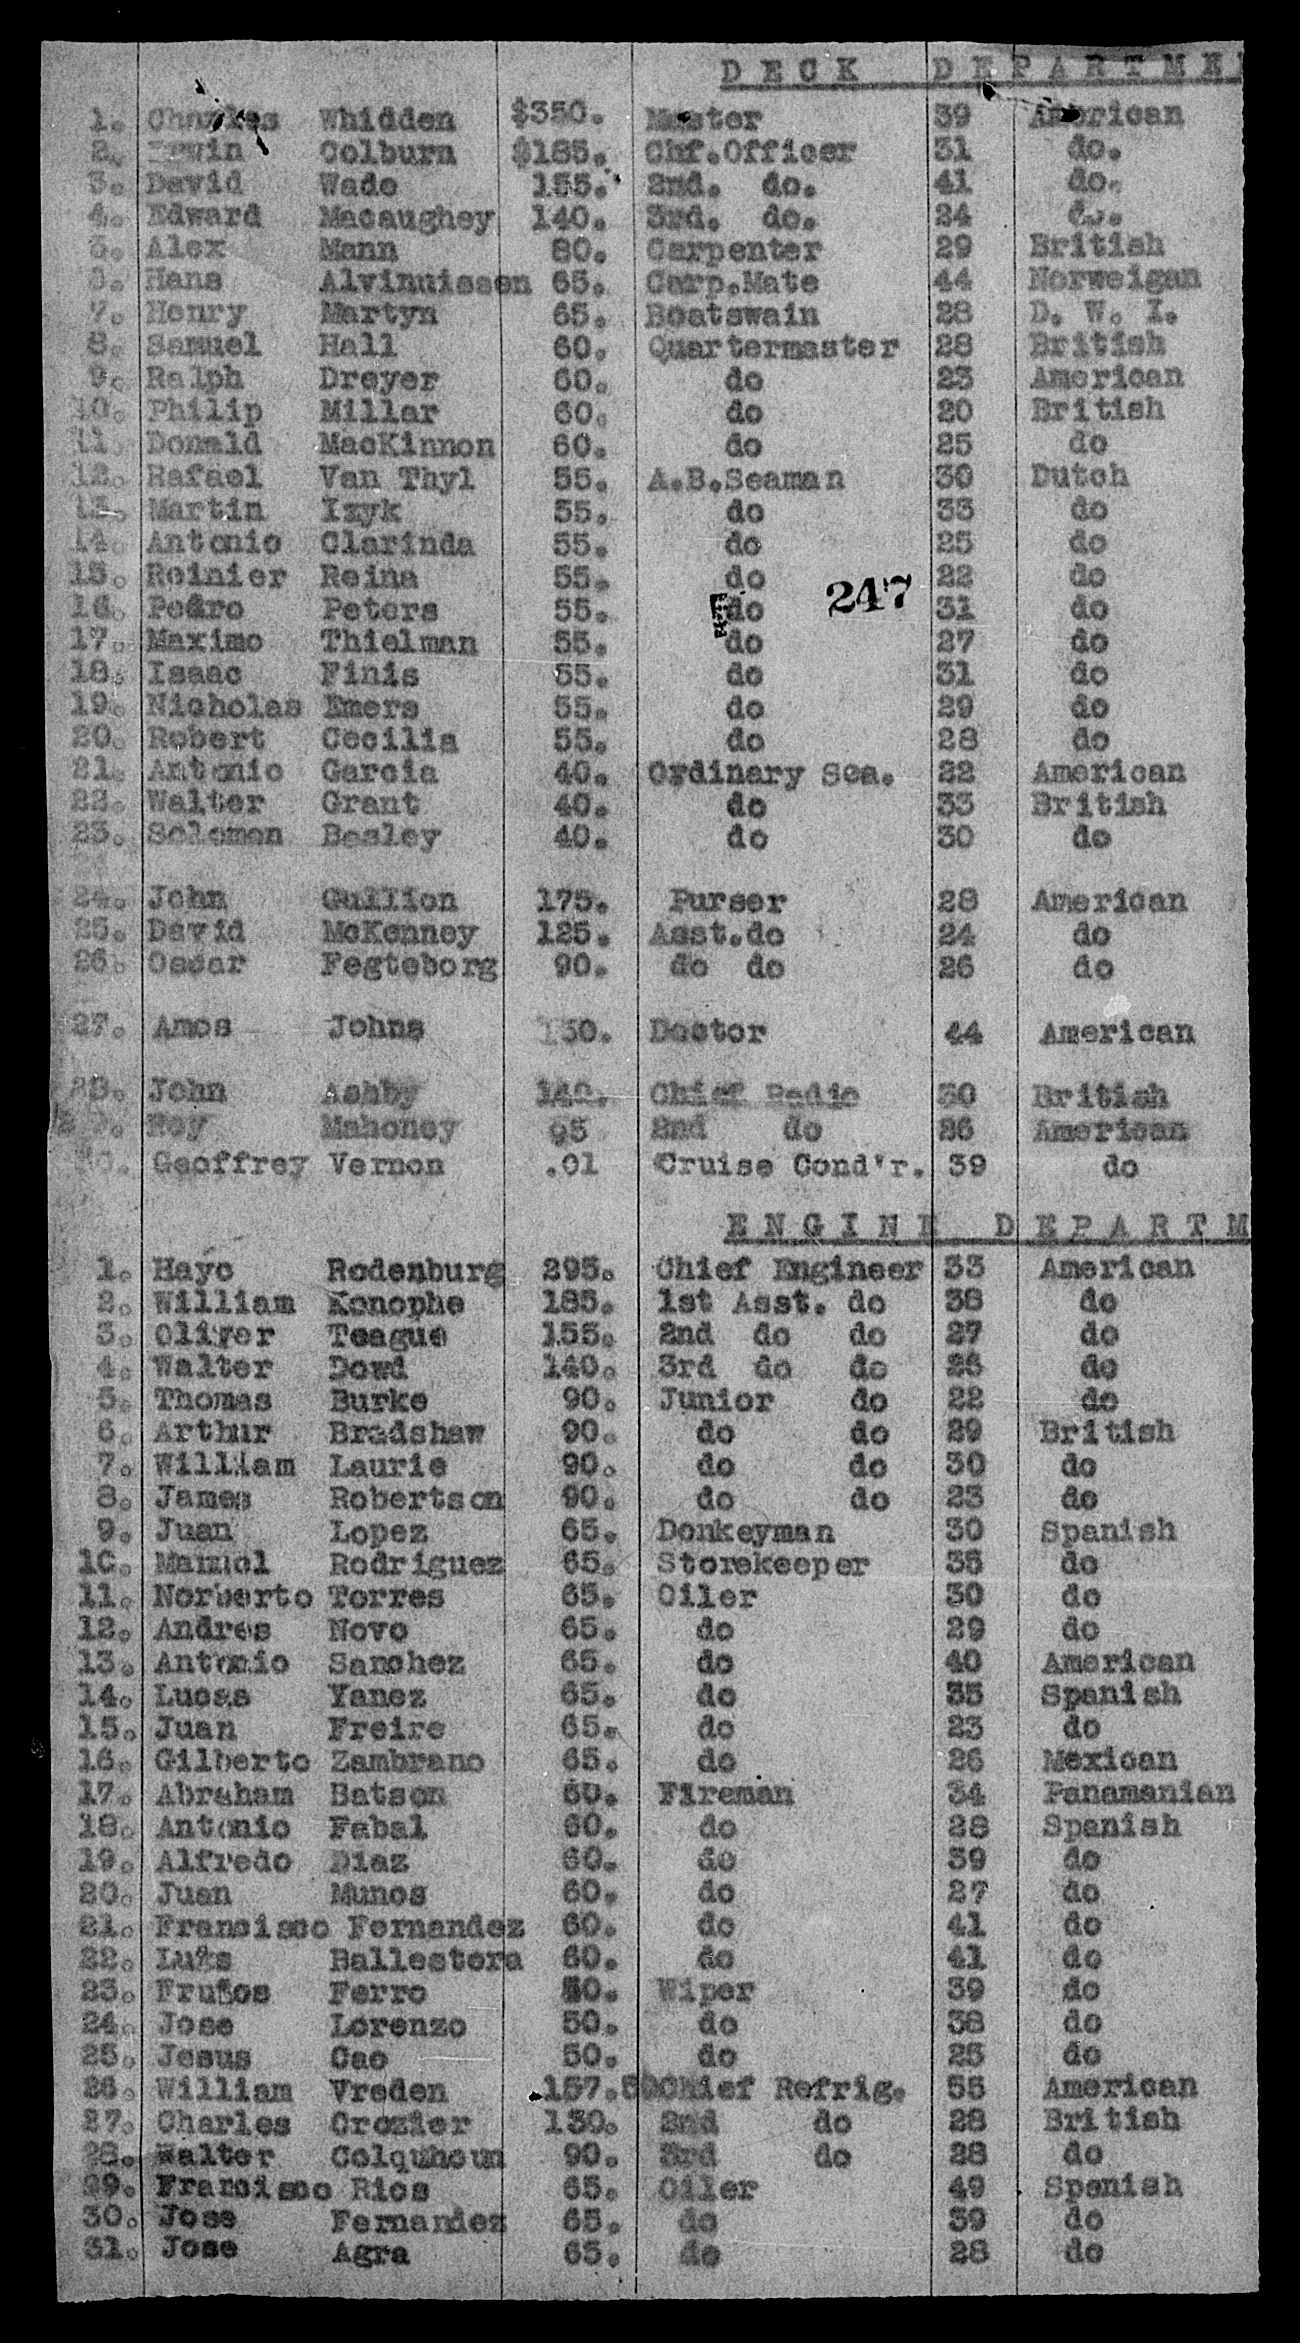 DECK DEPARTME
1. Charles Whidden $350. Master 39 American
2. Irwin Colburn $185. Chf.Officer 31 do.
3. David Wade 155. 2nd. do. 41 do.
4. Edward Macaughey 140. 3rd. do. 24 do.
5. Alex Mann 80. Carpenter 29 British
6. Hans Alvinuissen 65. Carp.Mate 44 Norweigan
7. Henry Martyn 65. Boatswain 28 D. W. I.
8. Samuel Hall 60. Quartermaster 28 British
9. Ralph Dreyer 60. do 23 American
10. Philip Millar 60. do 20 British
11. Donald MacKinnon 60. do 25 do
12. Rafael Van Thyl 55. A.B.Seaman 30 Dutch
13. Martin Izyk 55. do 33 do
14. Antonio Clarinda 55. do 25 do
15. Reinier Reina 55. do 22 do
247
16. Pedro Peters 55. do 31 do
17. Maximo Thielman 55. do 27 do
18. Isaac Finis 55. do 31 do
19. Nicholas Emers 55. do 29 do
20. Robert Cecilia 55. do 28 do
21. Antonio Garcia 40. Ordinary Sea. 22 American
22. Walter Grant 40. do 33 British
23. Solomon Besley 40. do 30 do
24. John Gullion 175. Purser 28 American
25. David McKenney 125. Asst.do 24 do
26. Oscar Fegteborg 90. do do 26 do
27. Amos Johns 130. Doctor 44 American
28. John Ashby 140. Chief Radio 30 British
29. Roy Mahoney 95 2nd do 26 American
30. Geoffrey Vernon .01 Cruise Cond'r. 39 do
ENGINE DEPARTM
1. Hayo Rodenburg 295. Chief Engineer 33 American
2. William Konophe 185. 1st Asst. do 38 do
3. Oliver Teague 155. 2nd do do 27 do
4. Walter Dowd 140. 3rd do do 26 do
5. Thomas Burke 90. Junior do 22 do
6. Arthur Bradshaw 90. do do 29 British
7. William Laurie 90. do do 30 do
8. James Robertson 90. do do 23 do
9. Juan Lopez 65. Donkeyman 30 Spanish
10. Manuel Rodriguez 65. Storekeeper 35 do
11. Norberto Torres 65. Oiler 30 do
12. Andres Novo 65. do 29 do
13. Antonio Sanchez 65. do 40 American
14. Lucas Yanez 65. do 35 Spanish
15. Juan Freire 65. do 23 do
16. Gilberto Zambrano 65. do 26 Mexican
17. Abraham Batson 60. Fireman 34 Panamanian
18. Antonio Fabal 60. do 28 Spanish
19. Alfredo Diaz 60. do 39 do
20. Juan Munos 60. do 27 do
21. Francisco Fernandez 60. do 41 do
22. Luis Ballestera 60. do 41 do
23. Frutos Ferro 50. Wiper 39 do
24. Jose Lorenzo 50. do 38 do
25. Jesus Cao 50. do 25 do
26. William Vreden 157.50 Chief Refrig. 55 American
27. Charles Crozier 130. 2nd do 28 British
28. Walter Colquhoun 90. 3rd do 28 do
29. Francisco Rios 65. Oiler 49 Spanish
30. Jose Fernandez 65. do 39 do
31. Jose Agra 65. do 28 do